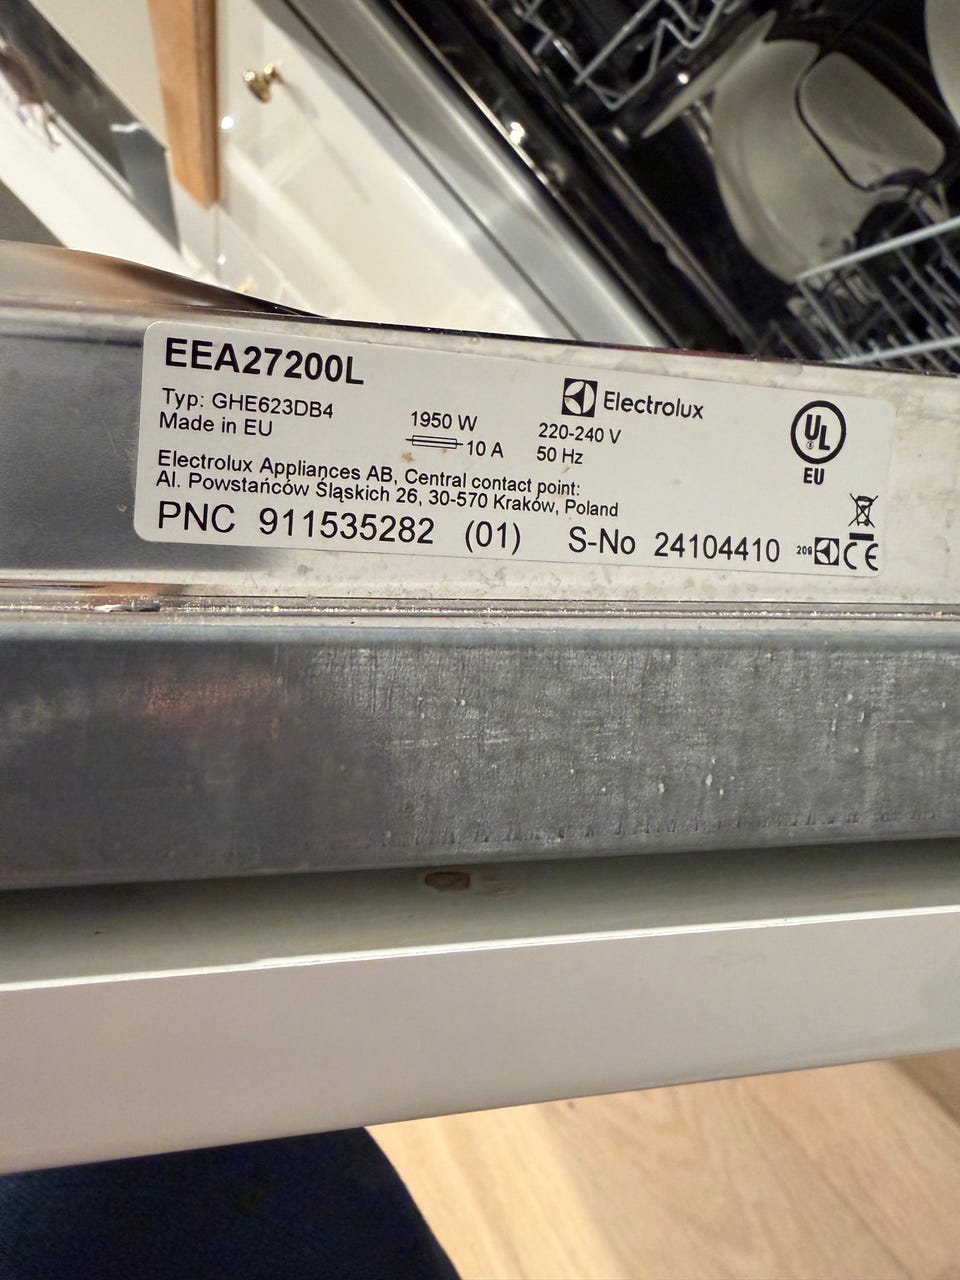 EEA27200L
Electrolux
Typ: GHE623DB4
Made in EU
1950 W
10 A
220-240 V
50 Hz
UL
EU
Electrolux Appliances AB, Central contact point:
Al. Powstańców Śląskich 26, 30-570 Kraków, Poland
PNC 911535282 (01) S-No 24104410
209
CE